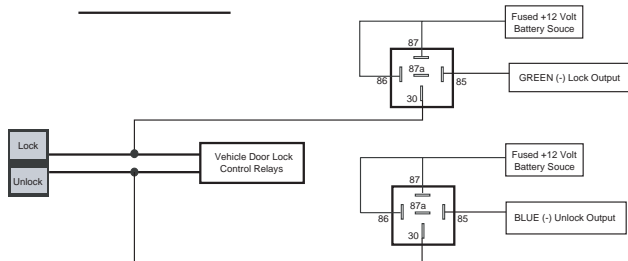 Fused +12 Volt
Battery Souce
87
87a
86
85
30
GREEN (-) Lock Output
Lock
Unlock
Vehicle Door Lock
Control Relays
Fused +12 Volt
Battery Souce
87
87a
86
85
30
BLUE (-) Unlock Output